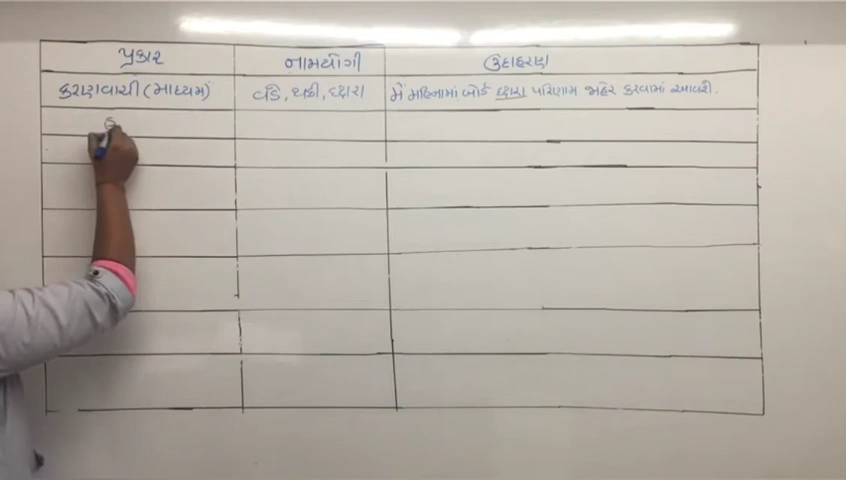 પ્રકાર નામયોગી ઉદાહરણ
કરણવાચી (માધ્યમ) વડે, થકી, દ્વારા મે મહિનામાં બોર્ડ દ્વારા પરિણામ જાહેર કરવામાં આવશે.